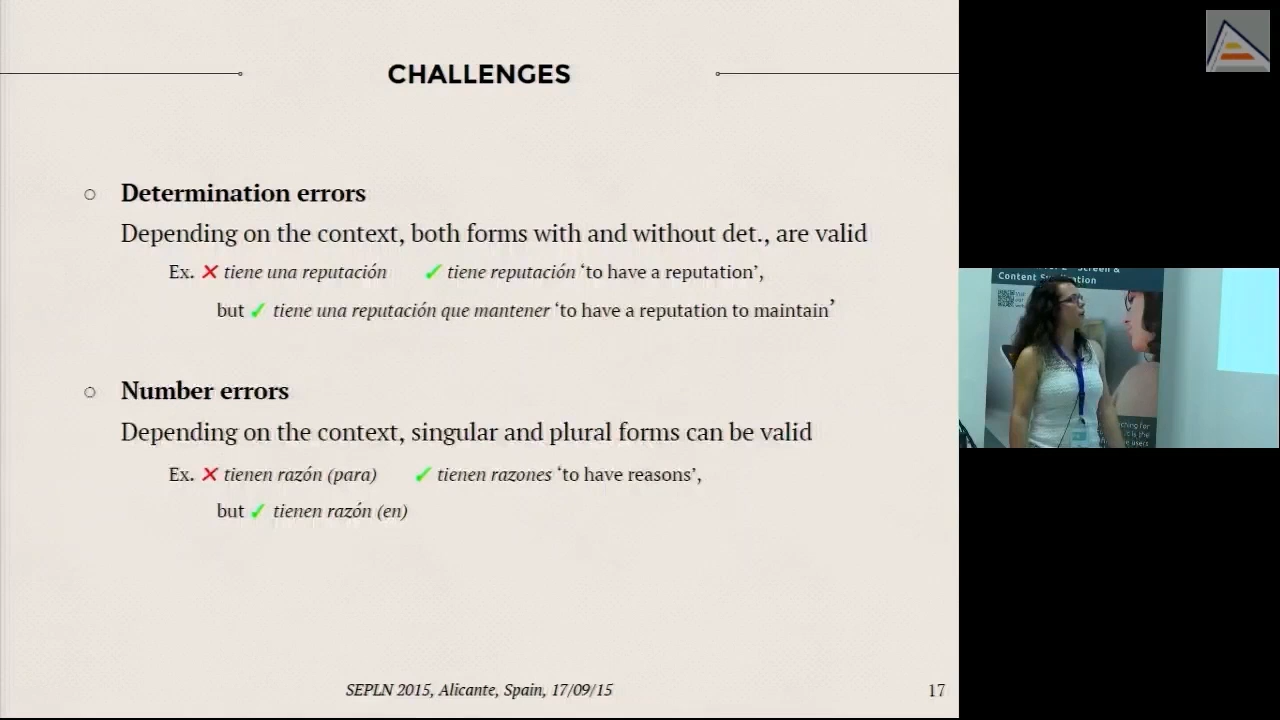 CHALLENGES
○ Determination errors
Depending on the context, both forms with and without det., are valid
Ex. ✕ tiene una reputación ✓ tiene reputación ‘to have a reputation’,
but ✓ tiene una reputación que mantener ‘to have a reputation to maintain’
○ Number errors
Depending on the context, singular and plural forms can be valid
Ex. ✕ tienen razón (para) ✓ tienen razones ‘to have reasons’,
but ✓ tienen razón (en)
SEPLN 2015, Alicante, Spain, 17/09/15
17
Screen &
Content